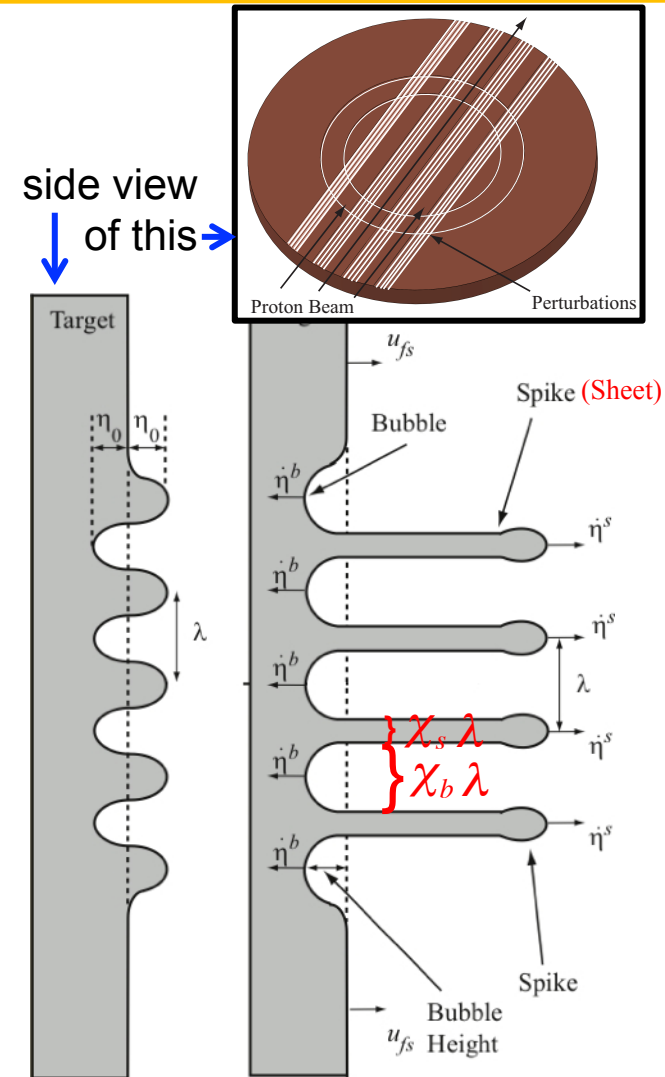 side view
of this
Proton Beam
Perturbations
Target
η₀ η₀
λ
u_fs
Bubble
Spike (Sheet)
η̇ᵇ
η̇ˢ
η̇ᵇ
η̇ᵇ
η̇ˢ
λ
χ_s λ
η̇ˢ
χ_b λ
η̇ᵇ
η̇ˢ
η̇ᵇ
Spike
Bubble
u_fs Height